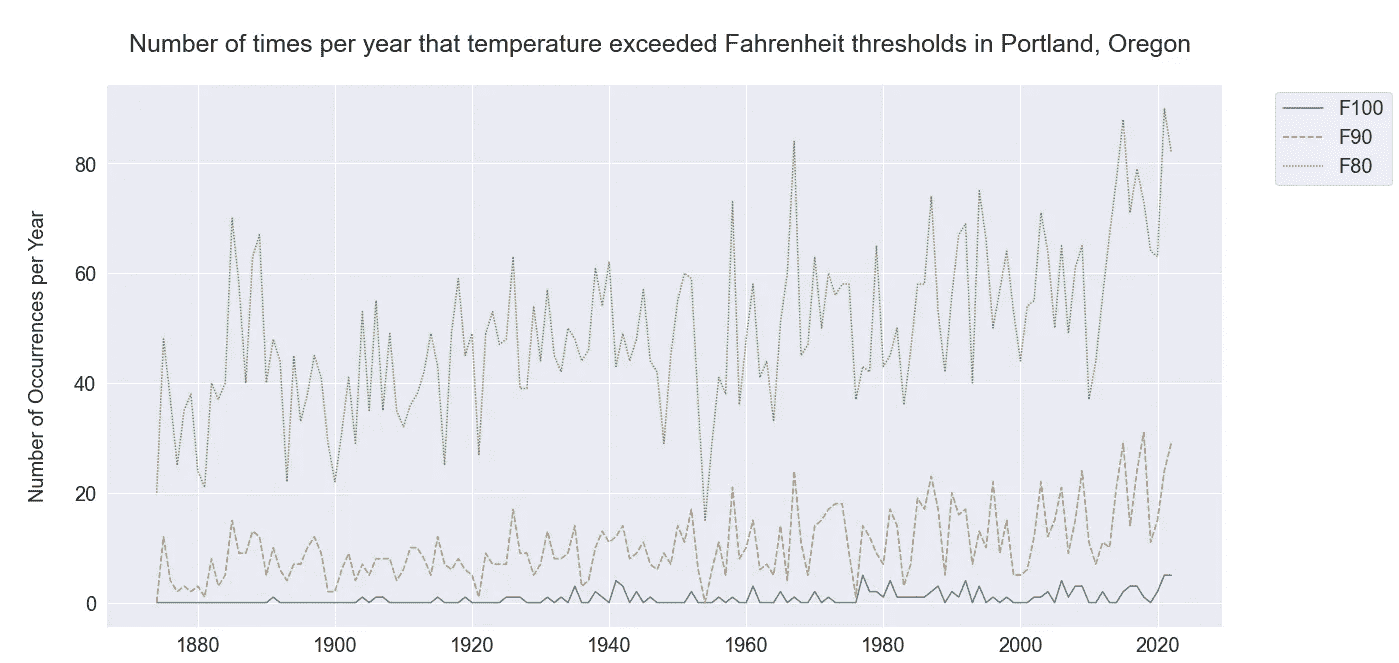 Number of times per year that temperature exceeded Fahrenheit thresholds in Portland, Oregon
F100
F90
F80
Number of Occurrences per Year
80
60
40
20
0
1880
1900
1920
1940
1960
1980
2000
2020